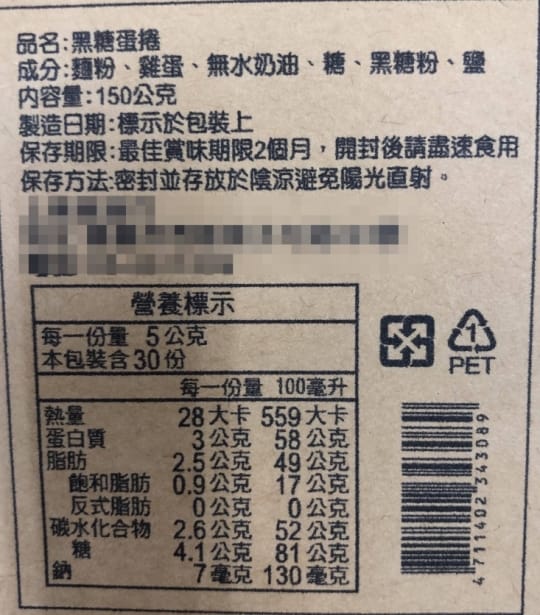 品名:黑糖蛋捲
成分:麵粉、雞蛋、無水奶油、糖、黑糖粉、鹽
內容量:150公克
製造日期:標示於包裝上
保存期限:最佳賞味期限2個月，開封後請盡速食用
保存方法:密封並存放於陰涼避免陽光直射。
營養標示
每一份量 5公克
本包裝含30份
每一份量 100毫升
熱量 28大卡 559大卡
蛋白質 3公克 58公克
脂肪 2.5公克 49公克
飽和脂肪 0.9公克 17公克
反式脂肪 0公克 0公克
碳水化合物 2.6公克 52公克
糖 4.1公克 81公克
鈉 7毫克 130毫克
1
PET
4711402343089